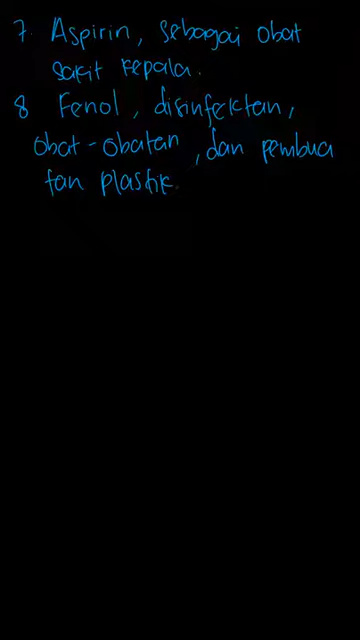 7. Aspirin, sebagai obat
sakit kepala.
8 Fenol, disinfektan,
obat-obatan, dan pembua
tan plastik.